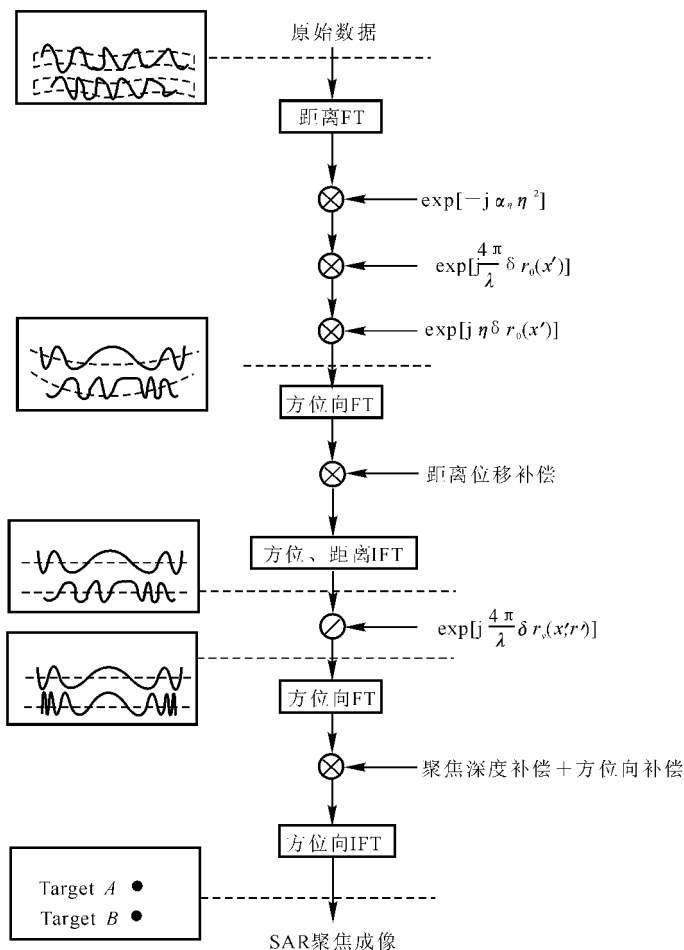 原始数据
距离FT
exp[−j α_η η²]
exp[j 4π/λ δ r₀(x′)]
exp[j η δ r₀(x′)]
方位向FT
距离位移补偿
方位、距离IFT
exp[j 4π/λ δ rₛ(x′,r′)]
方位向FT
聚焦深度补偿＋方位向补偿
方位向IFT
Target A
Target B
SAR聚焦成像